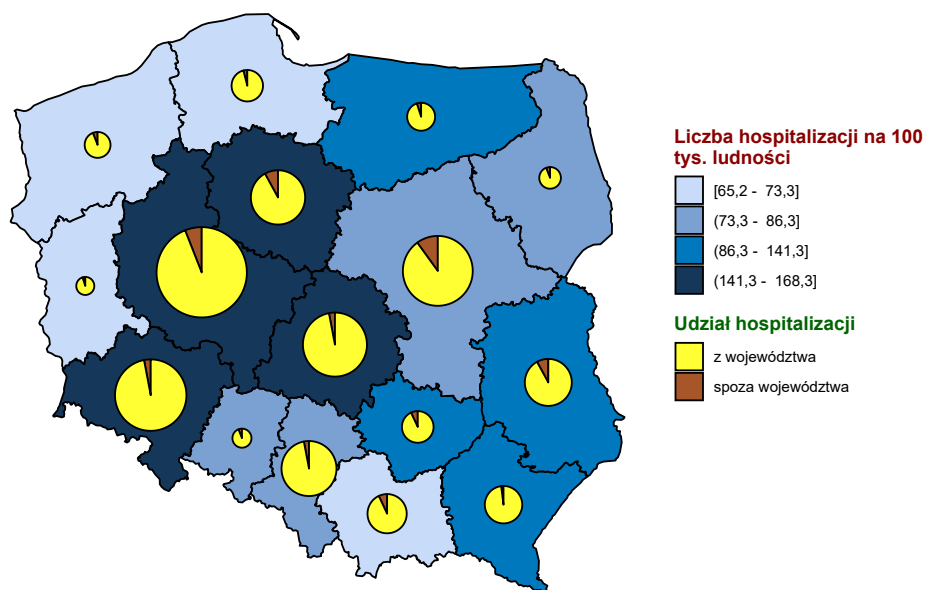 Liczba hospitalizacji na 100
tys. ludności
[65,2 - 73,3]
(73,3 - 86,3]
(86,3 - 141,3]
(141,3 - 168,3]
Udział hospitalizacji
z województwa
spoza województwa